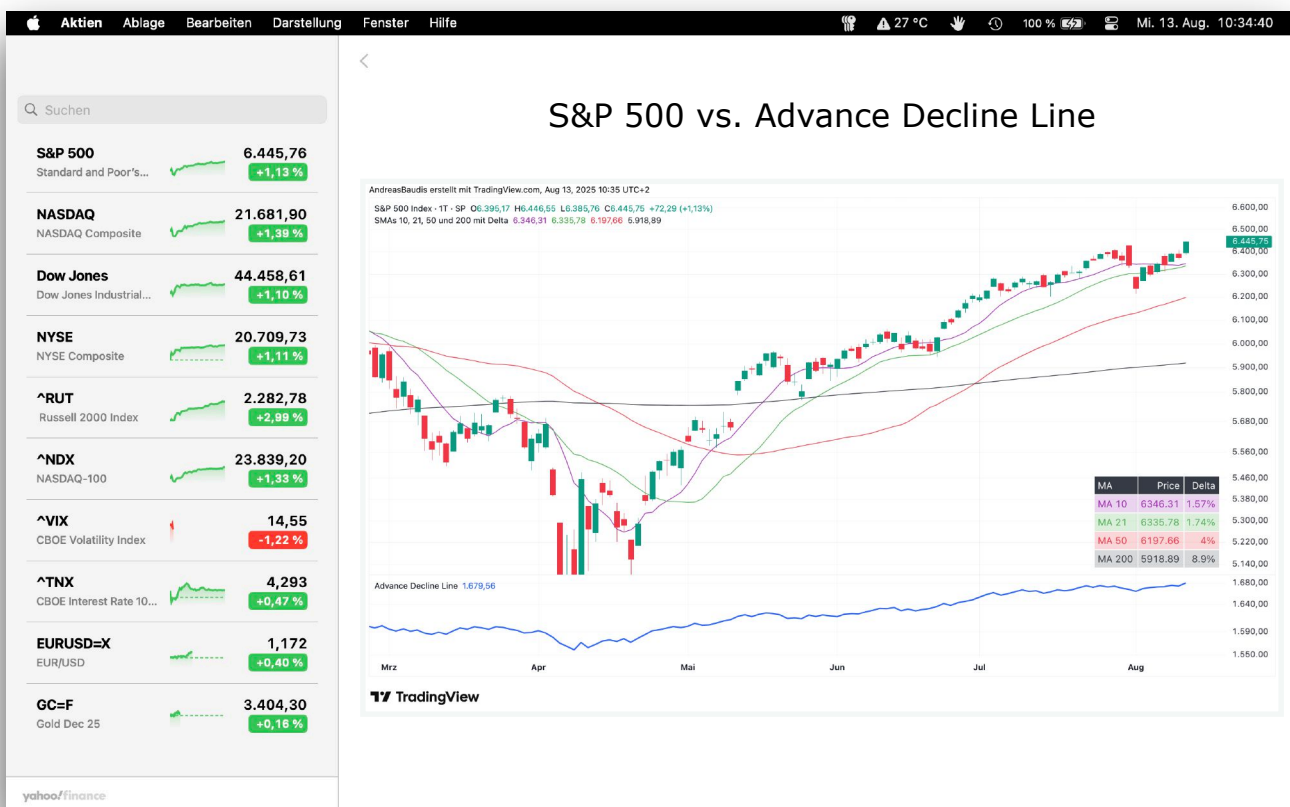 Aktien Ablage Bearbeiten Darstellung Fenster Hilfe 27 °C 100 % Mi. 13. Aug. 10:34:40
Suchen
S&P 500 6.445,76
Standard and Poor's... +1,13 %
NASDAQ 21.681,90
NASDAQ Composite +1,39 %
Dow Jones 44.458,61
Dow Jones Industrial... +1,10 %
NYSE 20.709,73
NYSE Composite +1,11 %
^RUT 2.282,78
Russell 2000 Index +2,99 %
^NDX 23.839,20
NASDAQ-100 +1,33 %
^VIX 14,55
CBOE Volatility Index -1,22 %
^TNX 4,293
CBOE Interest Rate 10... +0,47 %
EURUSD=X 1,172
EUR/USD +0,40 %
GC=F 3.404,30
Gold Dec 25 +0,16 %
yahoo!finance
S&P 500 vs. Advance Decline Line
AndreasBaudis erstellt mit TradingView.com, Aug 13, 2025 10:35 UTC+2
S&P 500 Index · 1T · SP O6.395,17 H6.446,55 L6.385,76 C6.445,75 +72,29 (+1,13%)
SMAs 10, 21, 50 und 200 mit Delta 6.346,31 6.335,78 6.197,66 5.918,89
6.600,00
6.500,00
6.445,75
6.400,00
6.300,00
6.200,00
6.100,00
6.000,00
5.900,00
5.800,00
5.680,00
5.560,00
5.460,00
5.380,00
5.300,00
5.220,00
5.140,00
MA Price Delta
MA 10 6346.31 1.57%
MA 21 6335.78 1.74%
MA 50 6197.66 4%
MA 200 5918.89 8.9%
Advance Decline Line 1.679,56
1.680,00
1.640,00
1.590,00
1.550.00
Mrz Apr Mai Jun Jul Aug
TradingView